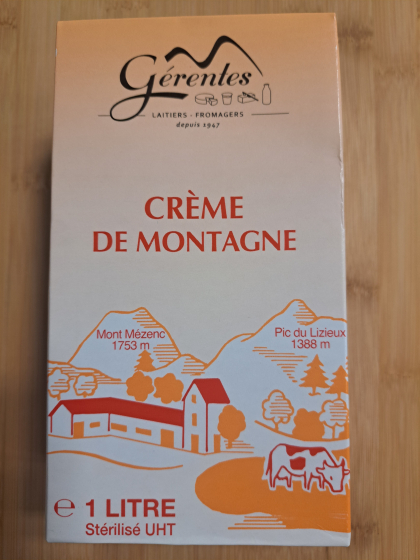 Gérentes
LAITIERS - FROMAGERS
depuis 1947
CRÈME
DE MONTAGNE
Mont Mézenc
1753 m
Pic du Lizieux
1388 m
℮ 1 LITRE
Stérilisé UHT